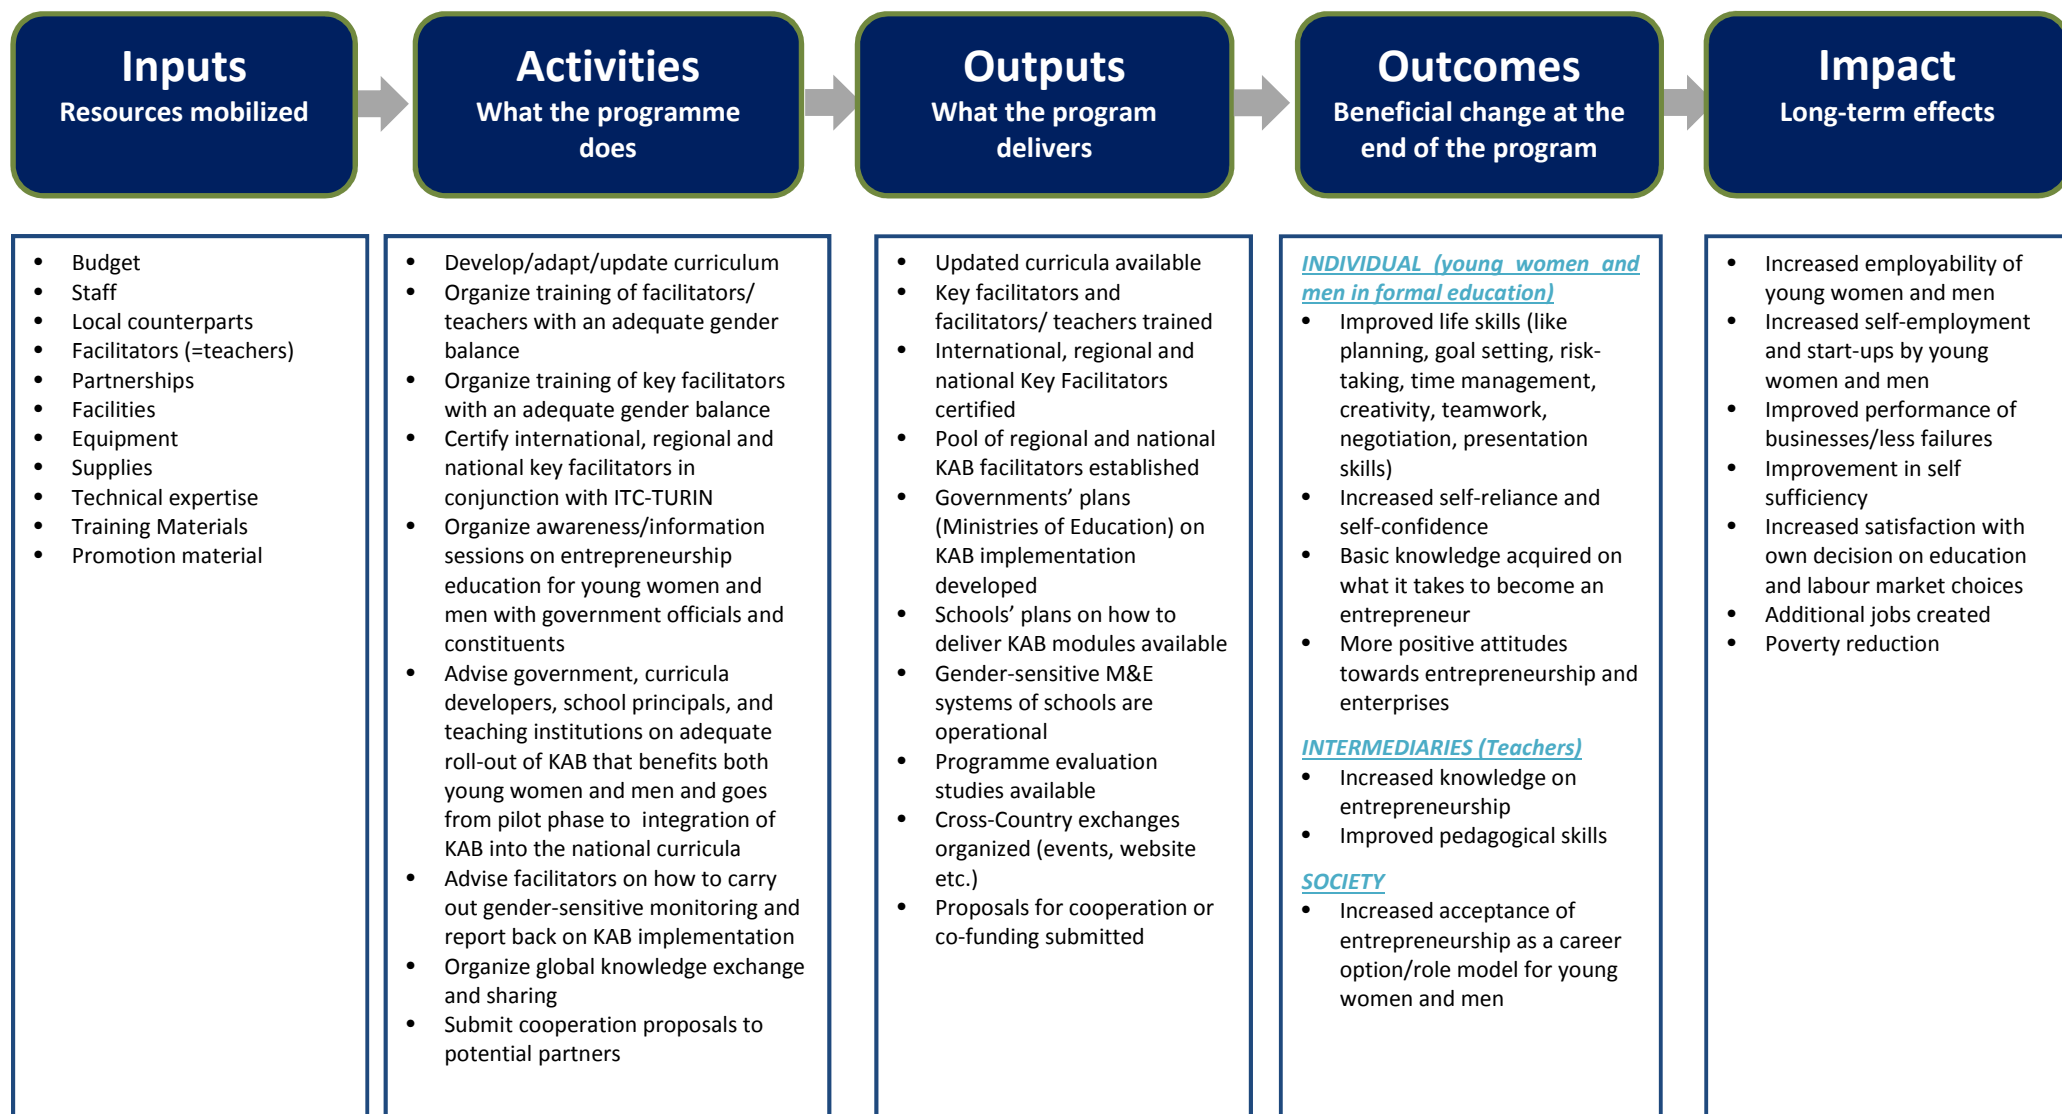 Inputs
Resources mobilized
Activities
What the programme
does
Outputs
What the program
delivers
Outcomes
Beneficial change at the
end of the program
Impact
Long-term effects
• Budget
• Staff
• Local counterparts
• Facilitators (=teachers)
• Partnerships
• Facilities
• Equipment
• Supplies
• Technical expertise
• Training Materials
• Promotion material
• Develop/adapt/update curriculum
• Organize training of facilitators/
teachers with an adequate gender
balance
• Organize training of key facilitators
with an adequate gender balance
• Certify international, regional and
national key facilitators in
conjunction with ITC-TURIN
• Organize awareness/information
sessions on entrepreneurship
education for young women and
men with government officials and
constituents
• Advise government, curricula
developers, school principals, and
teaching institutions on adequate
roll-out of KAB that benefits both
young women and men and goes
from pilot phase to integration of
KAB into the national curricula
• Advise facilitators on how to carry
out gender-sensitive monitoring and
report back on KAB implementation
• Organize global knowledge exchange
and sharing
• Submit cooperation proposals to
potential partners
• Updated curricula available
• Key facilitators and
facilitators/ teachers trained
• International, regional and
national Key Facilitators
certified
• Pool of regional and national
KAB facilitators established
• Governments’ plans
(Ministries of Education) on
KAB implementation
developed
• Schools’ plans on how to
deliver KAB modules available
• Gender-sensitive M&E
systems of schools are
operational
• Programme evaluation
studies available
• Cross-Country exchanges
organized (events, website
etc.)
• Proposals for cooperation or
co-funding submitted
INDIVIDUAL (young women and
men in formal education)
• Improved life skills (like
planning, goal setting, risk-
taking, time management,
creativity, teamwork,
negotiation, presentation
skills)
• Increased self-reliance and
self-confidence
• Basic knowledge acquired on
what it takes to become an
entrepreneur
• More positive attitudes
towards entrepreneurship and
enterprises
INTERMEDIARIES (Teachers)
• Increased knowledge on
entrepreneurship
• Improved pedagogical skills
SOCIETY
• Increased acceptance of
entrepreneurship as a career
option/role model for young
women and men
• Increased employability of
young women and men
• Increased self-employment
and start-ups by young
women and men
• Improved performance of
businesses/less failures
• Improvement in self
sufficiency
• Increased satisfaction with
own decision on education
and labour market choices
• Additional jobs created
• Poverty reduction